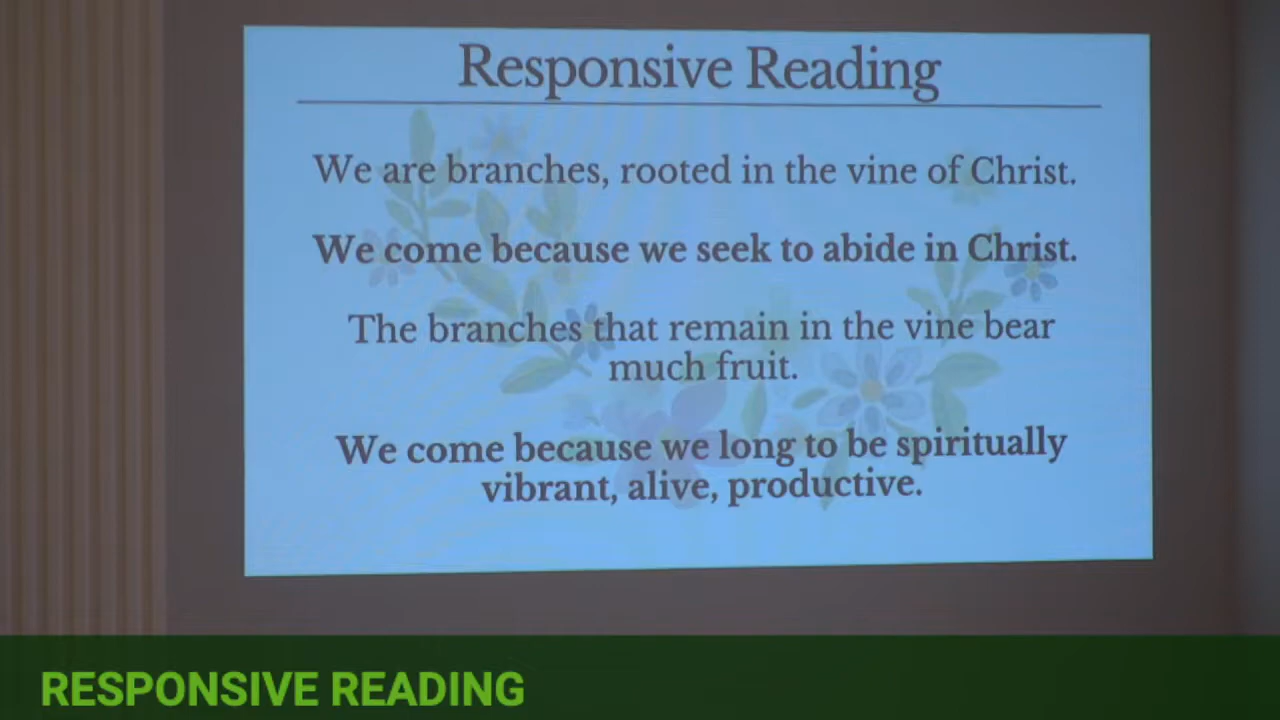 Responsive Reading
We are branches, rooted in the vine of Christ.
We come because we seek to abide in Christ.
The branches that remain in the vine bear
much fruit.
We come because we long to be spiritually
vibrant, alive, productive.
RESPONSIVE READING